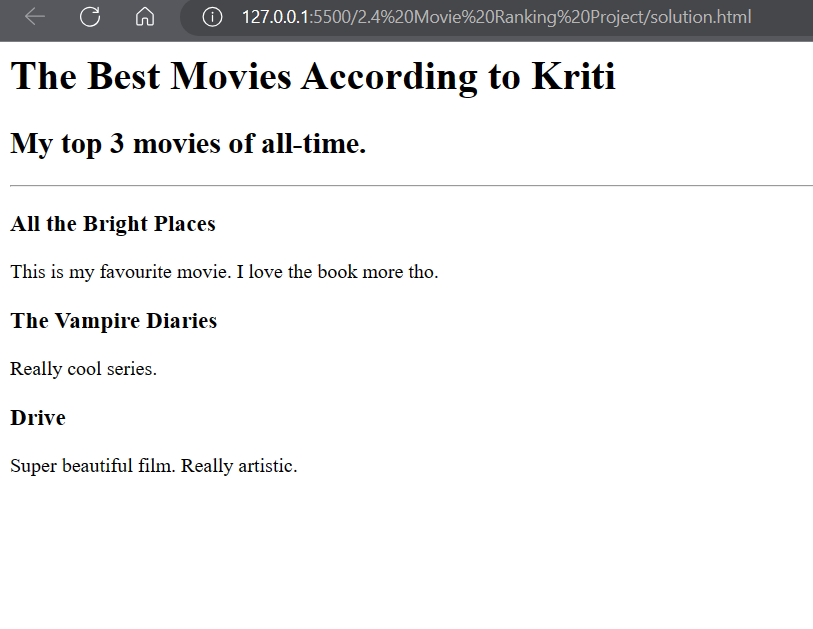 127.0.0.1:5500/2.4%20Movie%20Ranking%20Project/solution.html
The Best Movies According to Kriti
My top 3 movies of all-time.
All the Bright Places
This is my favourite movie. I love the book more tho.
The Vampire Diaries
Really cool series.
Drive
Super beautiful film. Really artistic.